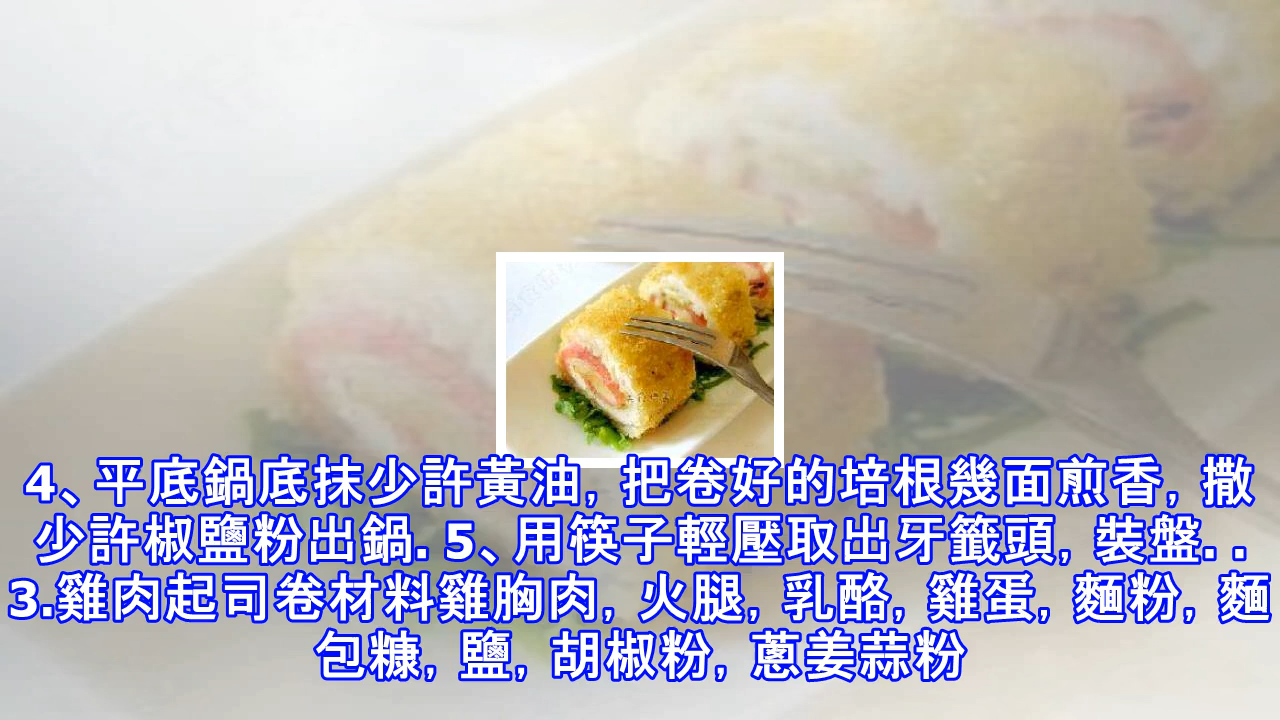 4、平底鍋底抹少許黃油, 把卷好的培根幾面煎香, 撒
少許椒鹽粉出鍋. 5、用筷子輕壓取出牙籤頭, 裝盤. .
3.雞肉起司卷材料雞胸肉, 火腿, 乳酪, 雞蛋, 麵粉, 麵
包糠, 鹽, 胡椒粉, 蔥姜蒜粉